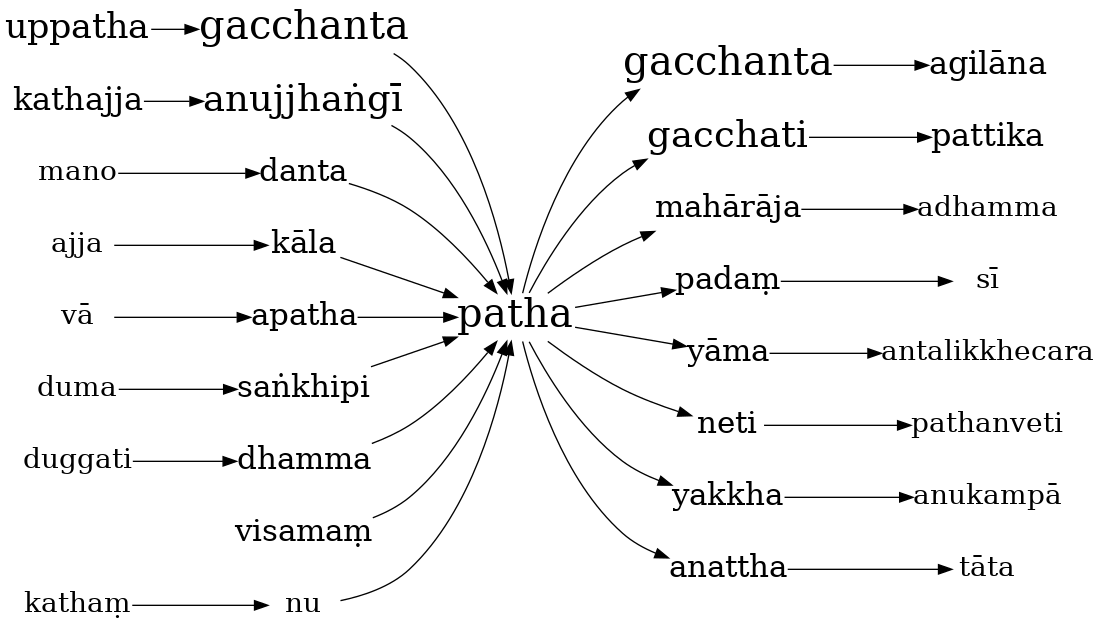 uppatha gacchanta
gacchanta agilāna
kathajja anujjhaṅgī
gacchati pattika
mano danta
mahārāja adhamma
ajja kāla
padaṃ sī
vā apatha patha
yāma antalikkhecara
duma saṅkhipi
neti pathanveti
duggati dhamma
yakkha anukampā
visamaṃ
anattha tāta
kathaṃ nu